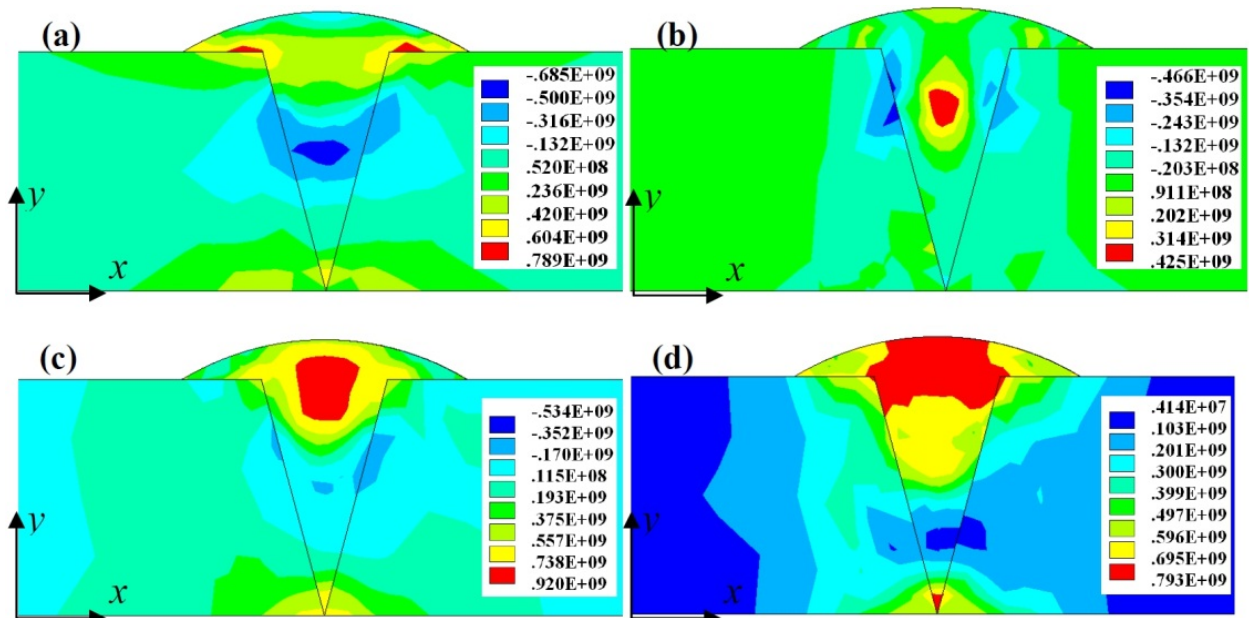 (a)
-.685E+09
-.500E+09
-.316E+09
-.132E+09
.520E+08
.236E+09
.420E+09
.604E+09
.789E+09
y
x
(b)
-.466E+09
-.354E+09
-.243E+09
-.132E+09
-.203E+08
.911E+08
.202E+09
.314E+09
.425E+09
y
x
(c)
-.534E+09
-.352E+09
-.170E+09
.115E+08
.193E+09
.375E+09
.557E+09
.738E+09
.920E+09
y
x
(d)
.414E+07
.103E+09
.201E+09
.300E+09
.399E+09
.497E+09
.596E+09
.695E+09
.793E+09
y
x